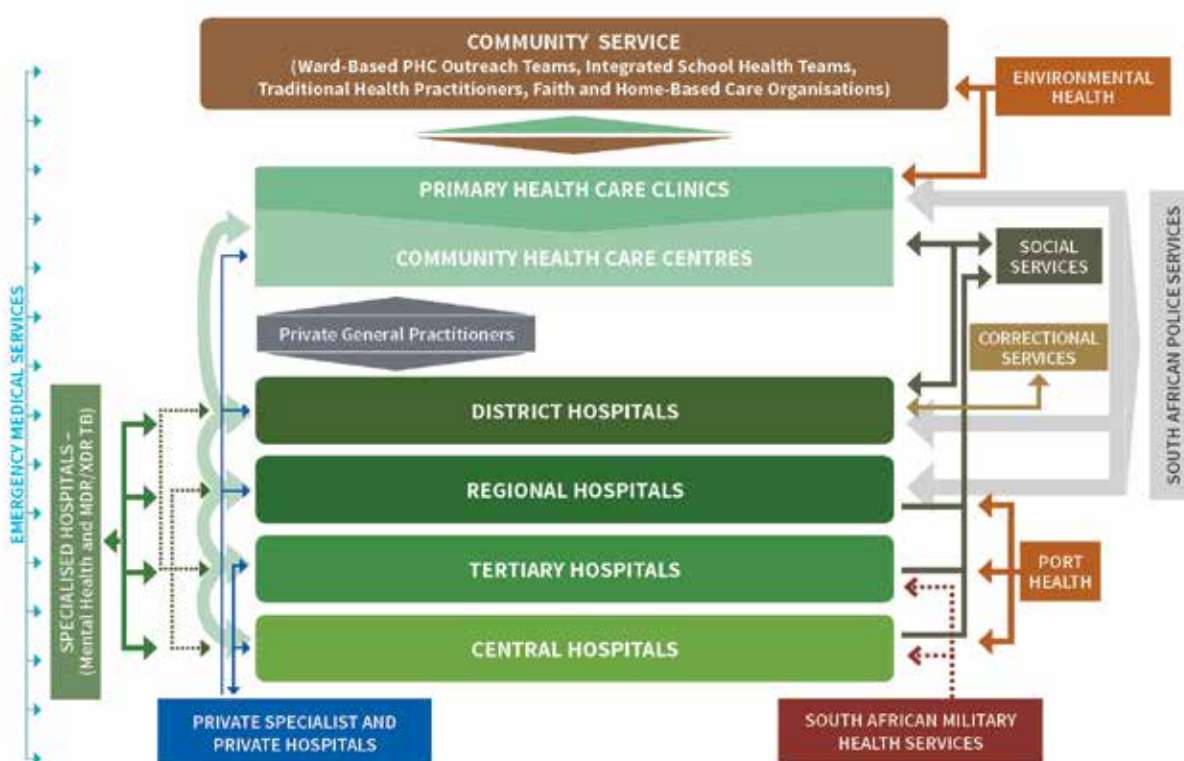 COMMUNITY SERVICE
(Ward-Based PHC Outreach Teams, Integrated School Health Teams,
Traditional Health Practitioners, Faith and Home-Based Care Organisations)
ENVIRONMENTAL
HEALTH
PRIMARY HEALTH CARE CLINICS
COMMUNITY HEALTH CARE CENTRES
SOCIAL
SERVICES
Private General Practitioners
CORRECTIONAL
SERVICES
DISTRICT HOSPITALS
REGIONAL HOSPITALS
TERTIARY HOSPITALS
PORT
HEALTH
CENTRAL HOSPITALS
PRIVATE SPECIALIST AND
PRIVATE HOSPITALS
SOUTH AFRICAN MILITARY
HEALTH SERVICES
EMERGENCY MEDICAL SERVICES
SPECIALISED HOSPITALS –
(Mental Health and MDR/XDR TB)
SOUTH AFRICAN POLICE SERVICES